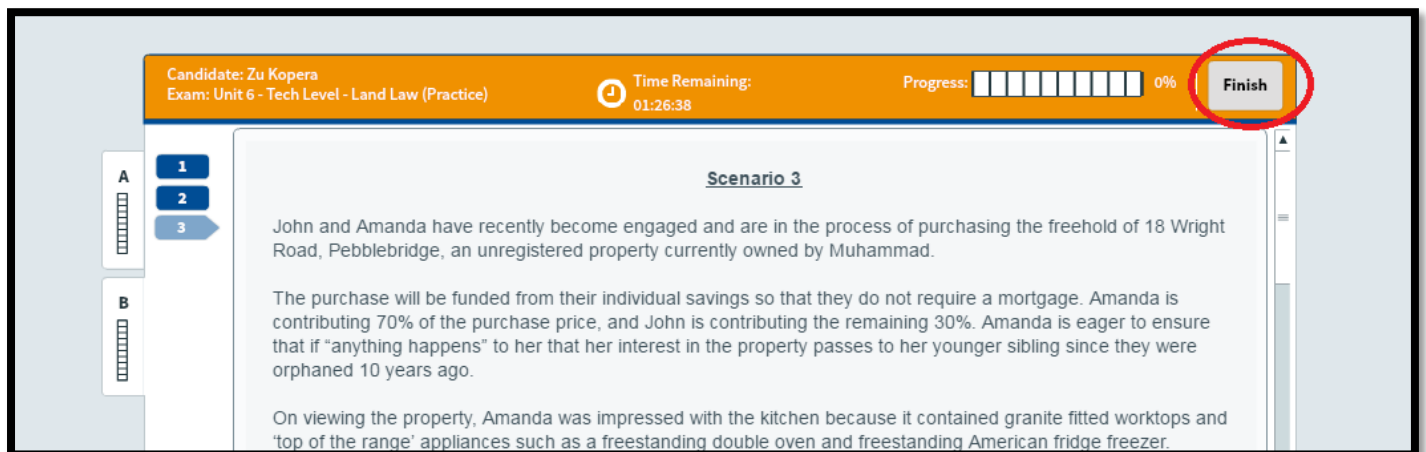 Candidate: Zu Kopera
Exam: Unit 6 - Tech Level - Land Law (Practice)
Time Remaining:
01:26:38
Progress:
0%
Finish
A
B
1
2
3
Scenario 3
John and Amanda have recently become engaged and are in the process of purchasing the freehold of 18 Wright
Road, Pebblebridge, an unregistered property currently owned by Muhammad.
The purchase will be funded from their individual savings so that they do not require a mortgage. Amanda is
contributing 70% of the purchase price, and John is contributing the remaining 30%. Amanda is eager to ensure
that if “anything happens” to her that her interest in the property passes to her younger sibling since they were
orphaned 10 years ago.
On viewing the property, Amanda was impressed with the kitchen because it contained granite fitted worktops and
‘top of the range’ appliances such as a freestanding double oven and freestanding American fridge freezer.